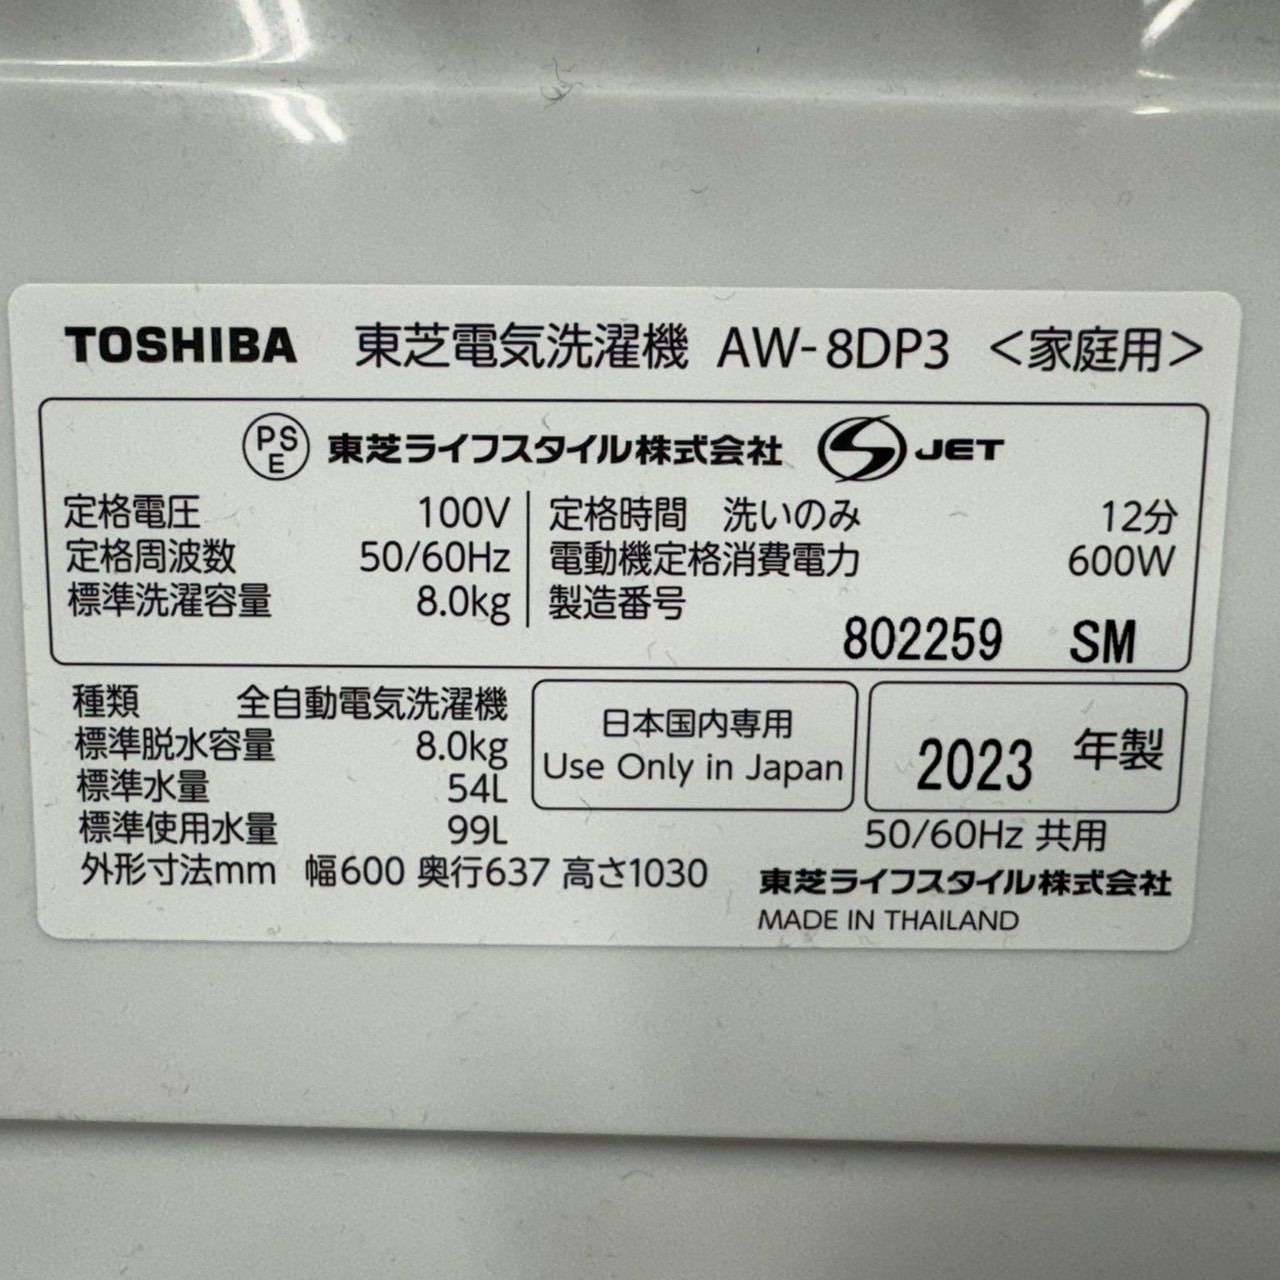 TOSHIBA 東芝電気洗濯機 AW-8DP3 <家庭用>
PSE 東芝ライフスタイル株式会社 S JET
定格電圧 100V
定格周波数 50/60Hz
標準洗濯容量 8.0kg
定格時間 洗いのみ 12分
電動機定格消費電力 600W
製造番号
802259 SM
種類 全自動電気洗濯機
標準脱水容量 8.0kg
標準水量 54L
標準使用水量 99L
外形寸法mm 幅600 奥行637 高さ1030
日本国内専用
Use Only in Japan
2023 年製
50/60Hz 共用
東芝ライフスタイル株式会社
MADE IN THAILAND